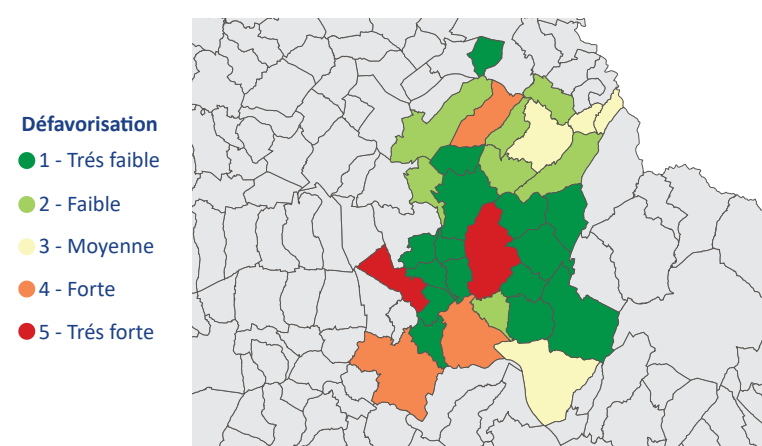 Défavorisation
1 - Trés faible
2 - Faible
3 - Moyenne
4 - Forte
5 - Trés forte